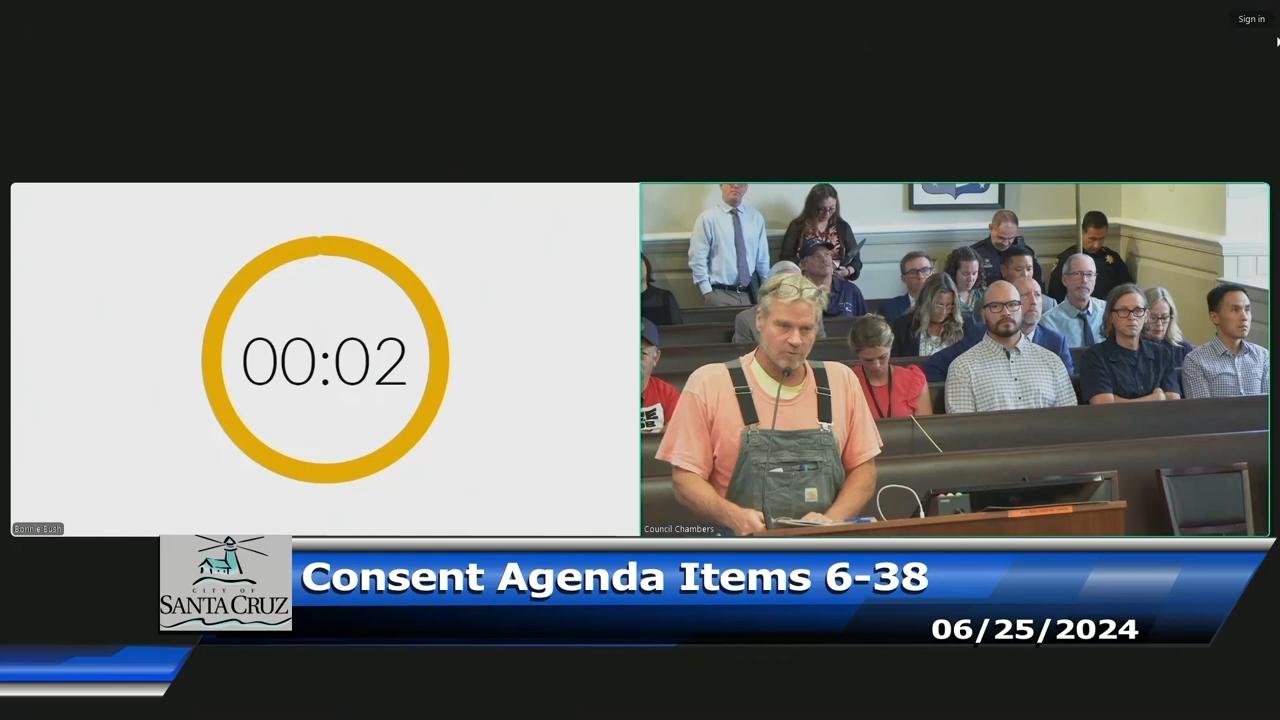 Sign in
00:02
Bonnie Bush
Council Chambers
CITY OF
SANTA CRUZ
Consent Agenda Items 6-38
06/25/2024